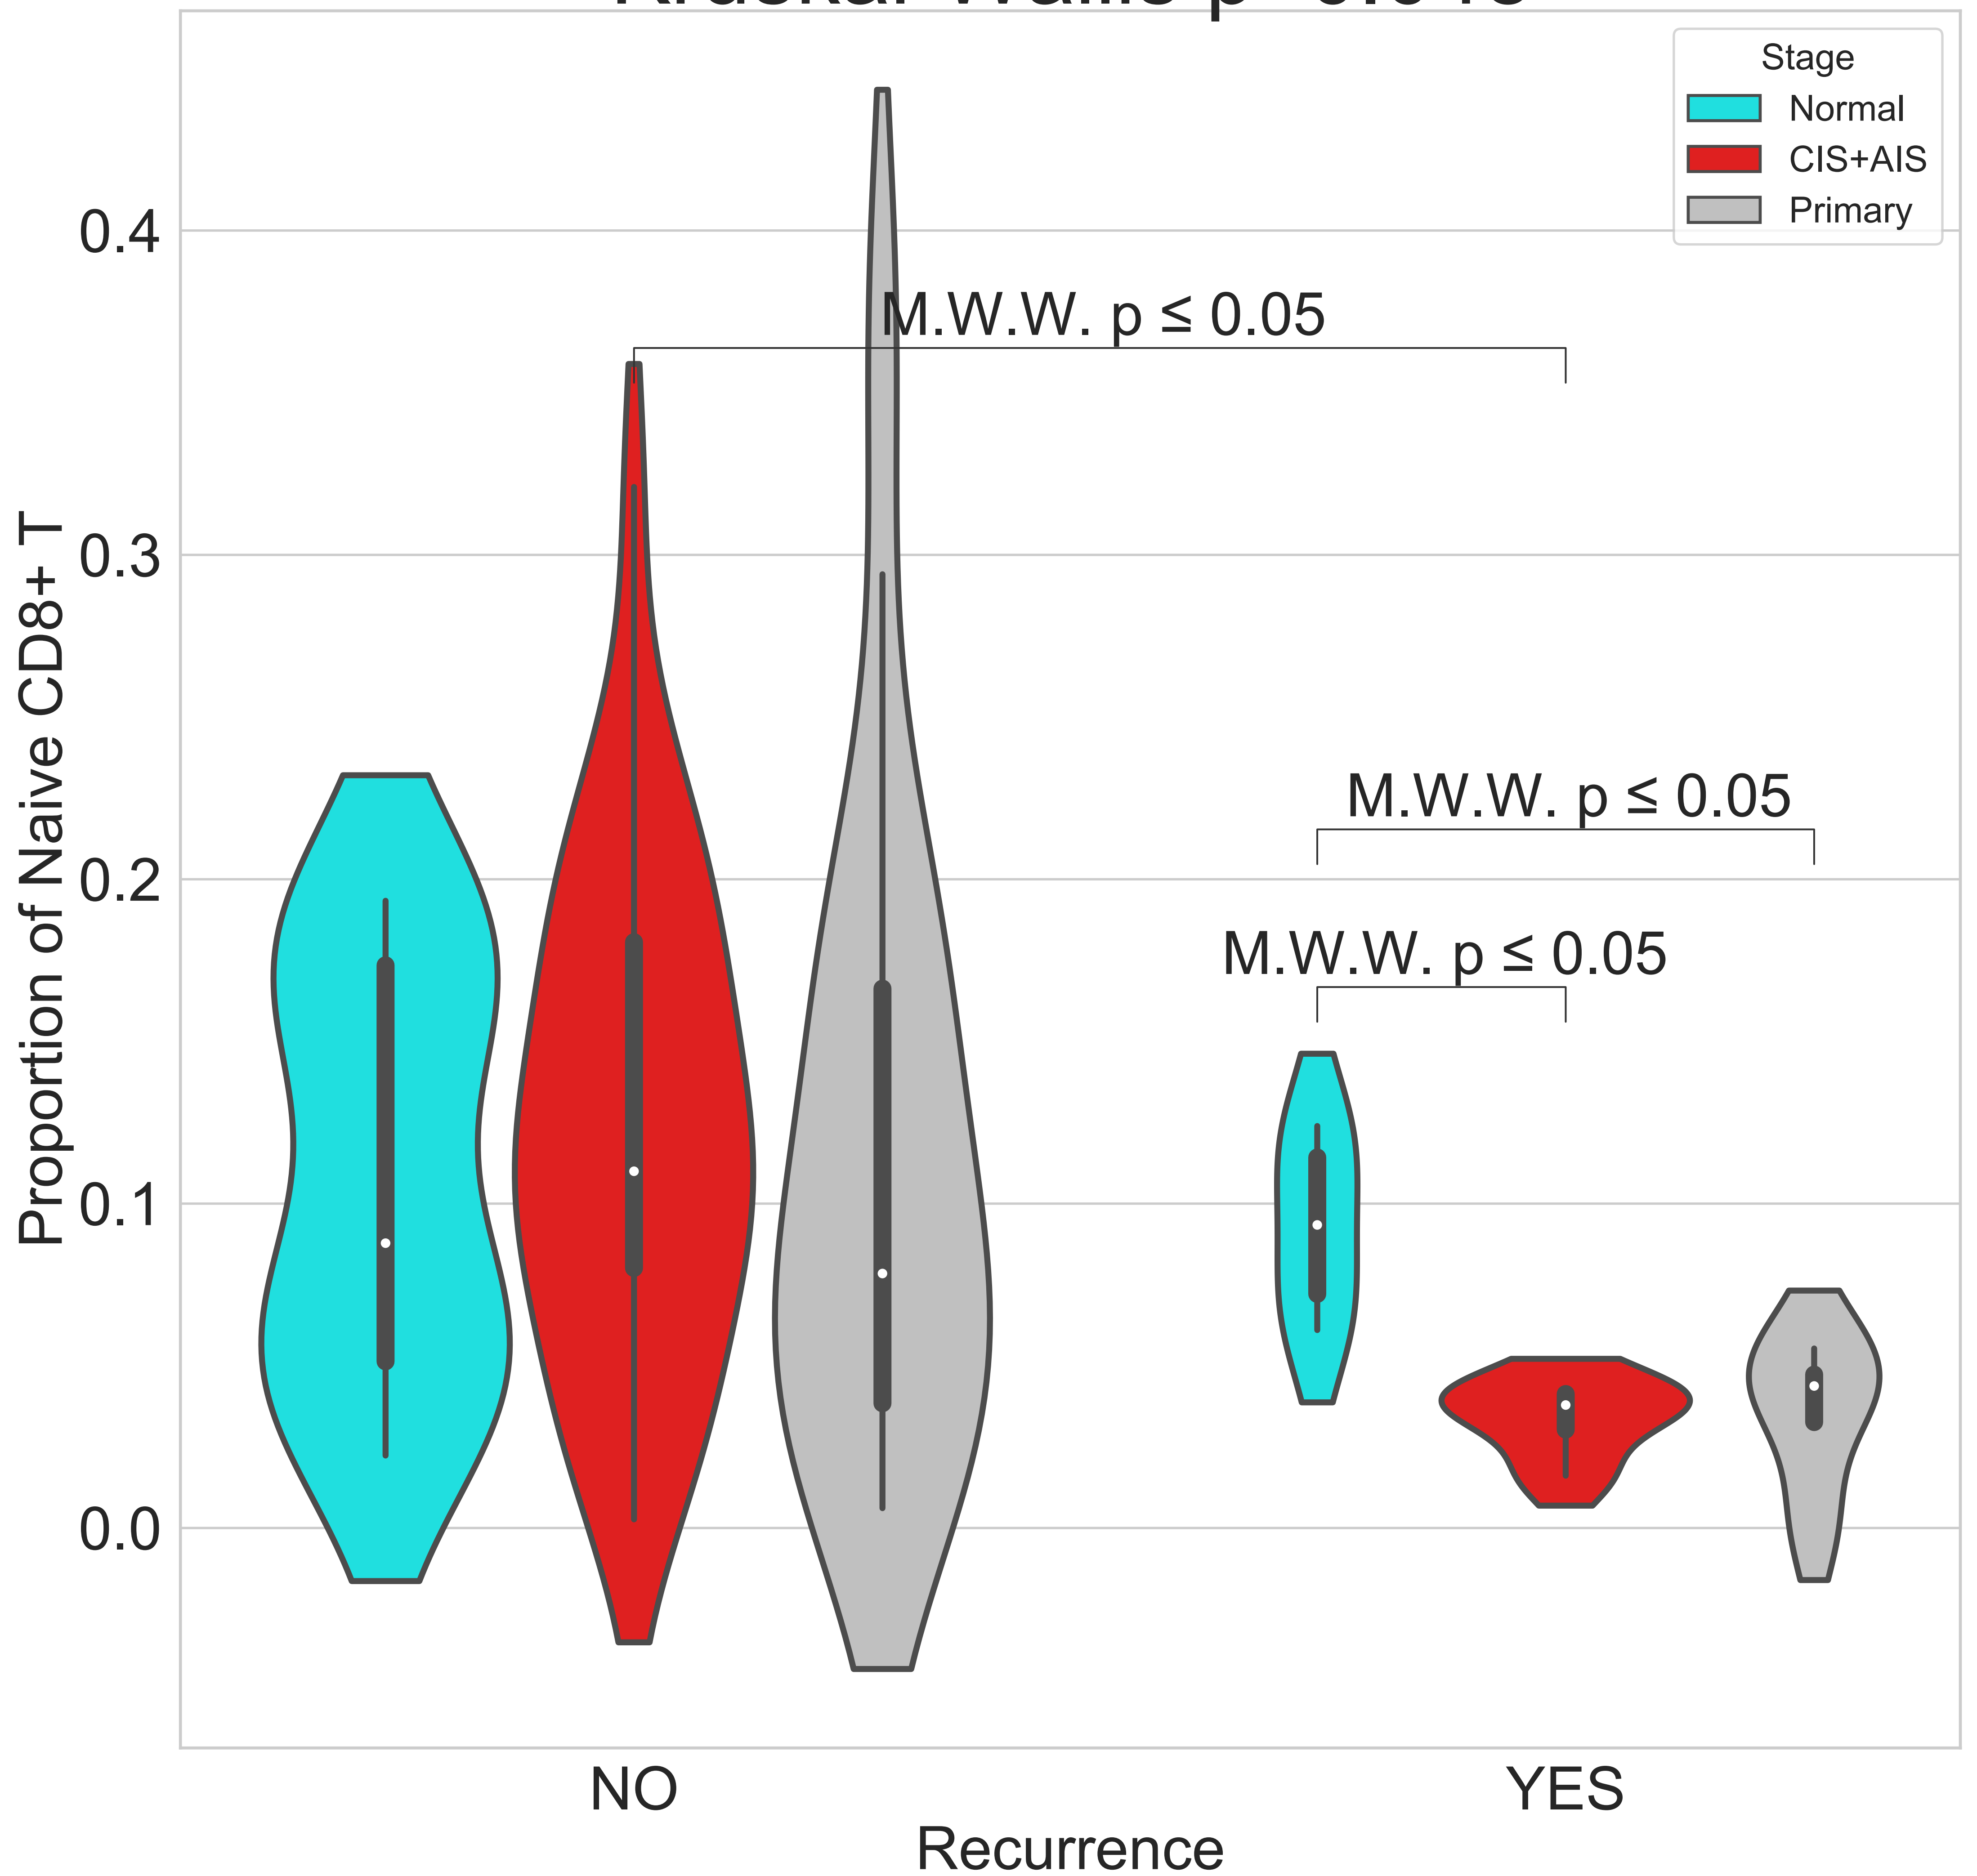 Stage
Normal
CIS+AIS
Primary
0.4
M.W.W. p ≤ 0.05
0.3
M.W.W. p ≤ 0.05
0.2
M.W.W. p ≤ 0.05
0.1
0.0
Proportion of Naive CD8+ T
NO
YES
Recurrence